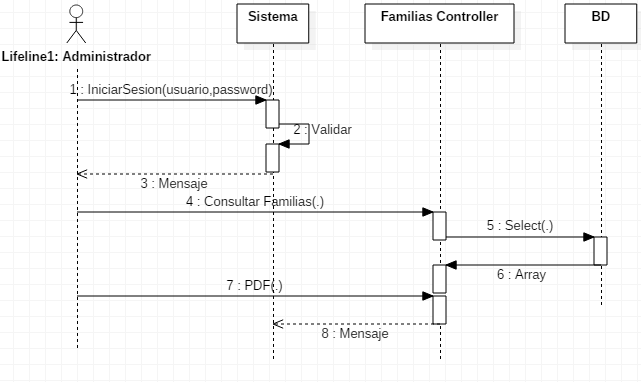 Sistema
Familias Controller
BD
Lifeline1: Administrador
1 : IniciarSesion(usuario,password)
2 : Validar
3 : Mensaje
4 : Consultar Familias(.)
5 : Select(.)
6 : Array
7 : PDF(.)
8 : Mensaje